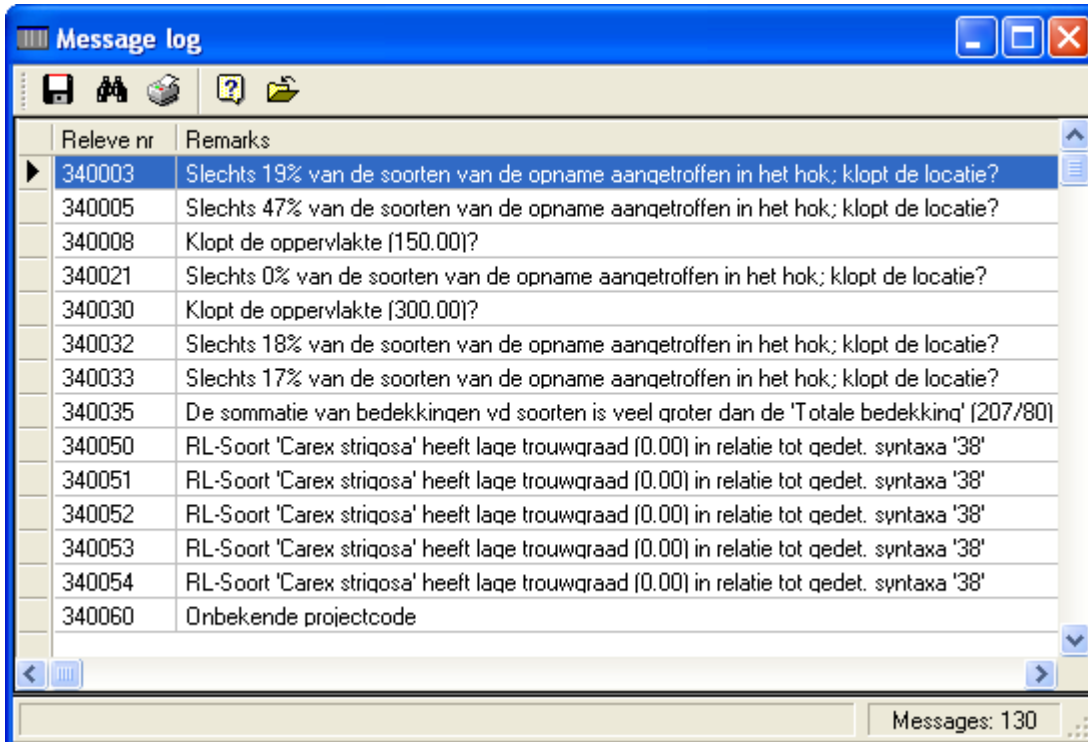 Message log
Releve nr Remarks
340003 Slechts 19% van de soorten van de opname aangetroffen in het hok; klopt de locatie?
340005 Slechts 47% van de soorten van de opname aangetroffen in het hok; klopt de locatie?
340008 Klopt de oppervlakte (150.00)?
340021 Slechts 0% van de soorten van de opname aangetroffen in het hok; klopt de locatie?
340030 Klopt de oppervlakte (300.00)?
340032 Slechts 18% van de soorten van de opname aangetroffen in het hok; klopt de locatie?
340033 Slechts 17% van de soorten van de opname aangetroffen in het hok; klopt de locatie?
340035 De sommatie van bedekkingen vd soorten is veel groter dan de 'Totale bedekking' (207/80)
340050 RL-Soort 'Carex strigosa' heeft lage trouwgraad (0.00) in relatie tot gedet. syntaxa '38'
340051 RL-Soort 'Carex strigosa' heeft lage trouwgraad (0.00) in relatie tot gedet. syntaxa '38'
340052 RL-Soort 'Carex strigosa' heeft lage trouwgraad (0.00) in relatie tot gedet. syntaxa '38'
340053 RL-Soort 'Carex strigosa' heeft lage trouwgraad (0.00) in relatie tot gedet. syntaxa '38'
340054 RL-Soort 'Carex strigosa' heeft lage trouwgraad (0.00) in relatie tot gedet. syntaxa '38'
340060 Onbekende projectcode
Messages: 130